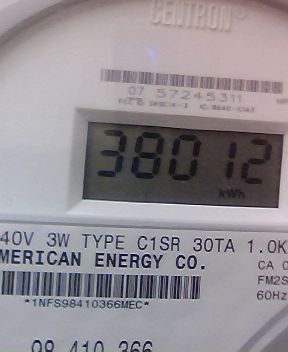 CENTRON
07 57245311
38012
kWh
40V 3W TYPE C1SR 30TA 1.0K
MERICAN ENERGY CO.
CA 0
FM2S
60Hz
*1NFS98410366MEC*
98 410 366